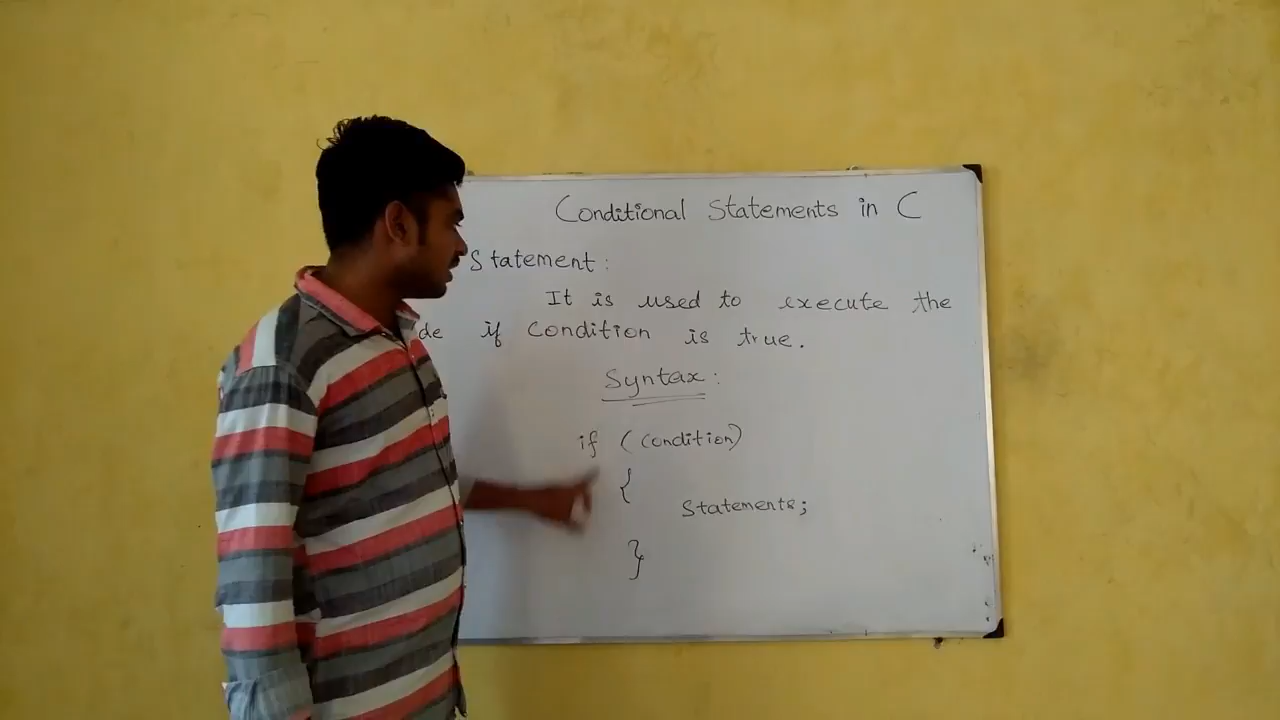 Conditional Statements in C
Statement:
It is used to execute the
de if Condition is true.
Syntax:
if (Condition)
{
Statements;
}